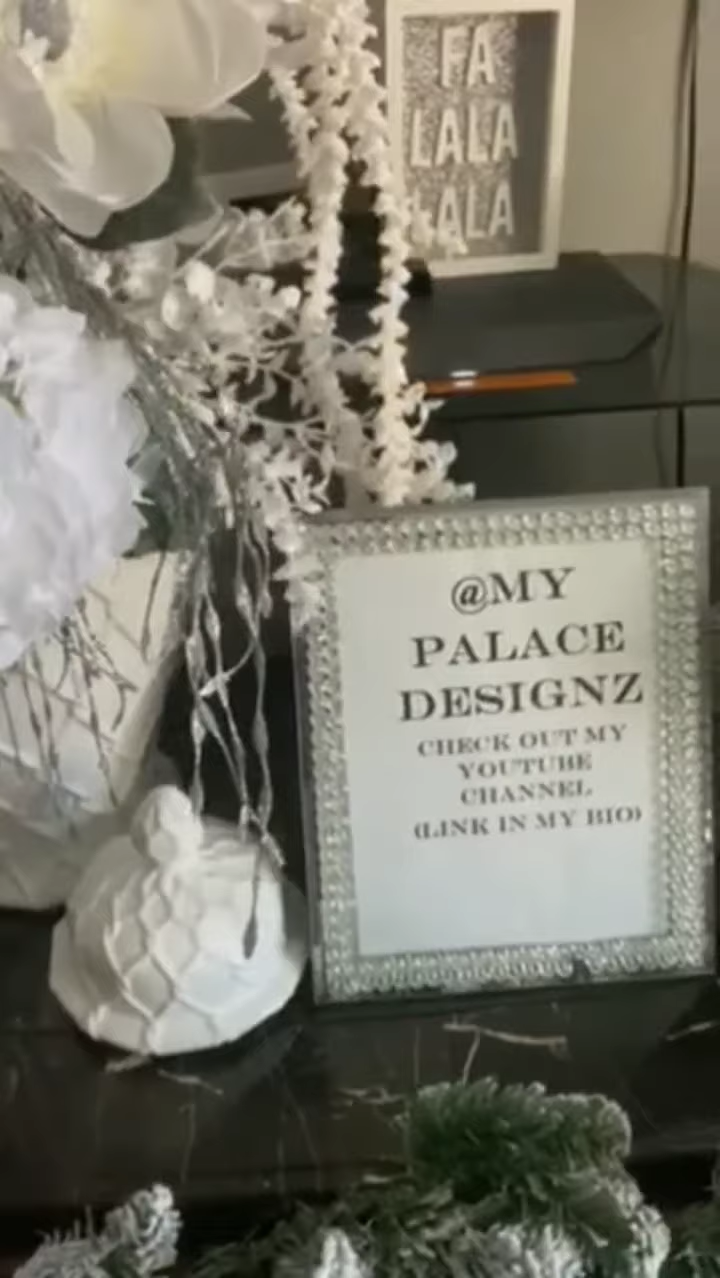 FA
LALA
LALA
@MY
PALACE
DESIGNZ
CHECK OUT MY
YOUTUBE
CHANNEL
(LINK IN MY BIO)